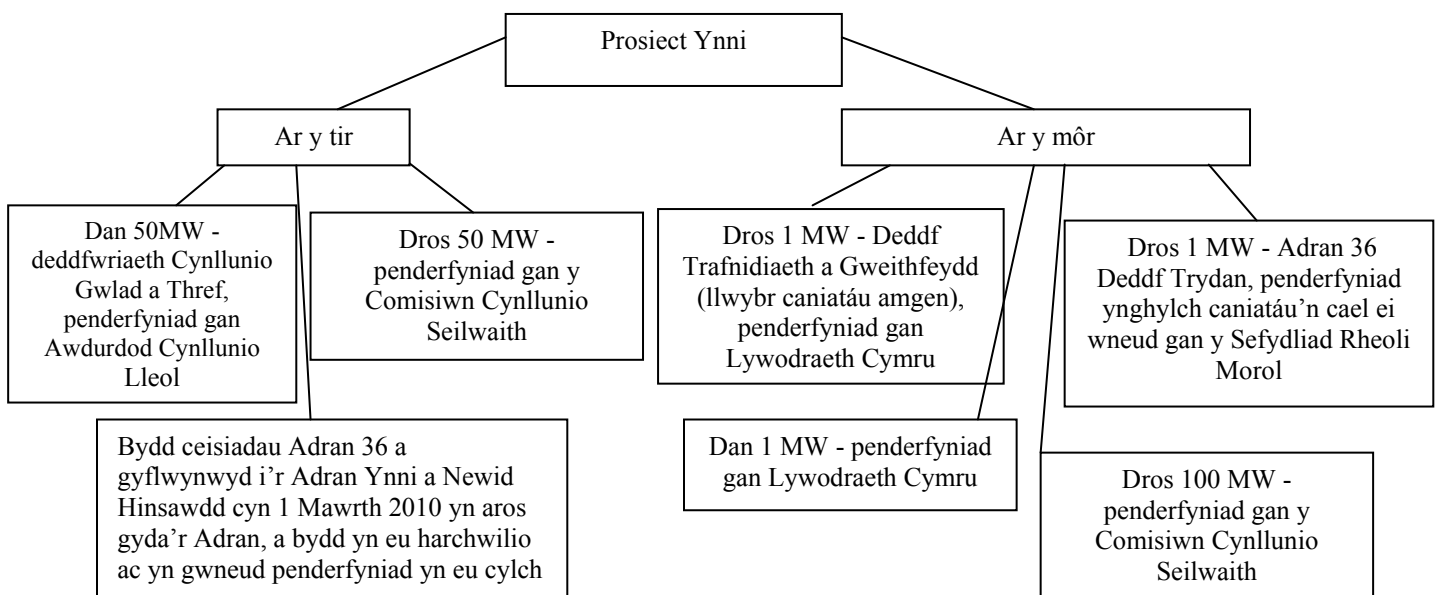 Prosiect Ynni
Ar y tir
Ar y môr
Dan 50MW -
deddfwriaeth Cynllunio
Gwlad a Thref,
penderfyniad gan
Awdurdod Cynllunio
Lleol
Dros 50 MW -
penderfyniad gan y
Comisiwn Cynllunio
Seilwaith
Dros 1 MW - Deddf
Trafnidiaeth a Gweithfeydd
(llwybr caniatáu amgen),
penderfyniad gan
Lywodraeth Cymru
Dros 1 MW - Adran 36
Deddf Trydan, penderfyniad
ynghylch caniatáu’n cael ei
wneud gan y Sefydliad Rheoli
Morol
Bydd ceisiadau Adran 36 a
gyflwynwyd i’r Adran Ynni a Newid
Hinsawdd cyn 1 Mawrth 2010 yn aros
gyda’r Adran, a bydd yn eu harchwilio
ac yn gwneud penderfyniad yn eu cylch
Dan 1 MW - penderfyniad
gan Lywodraeth Cymru
Dros 100 MW -
penderfyniad gan y
Comisiwn Cynllunio
Seilwaith